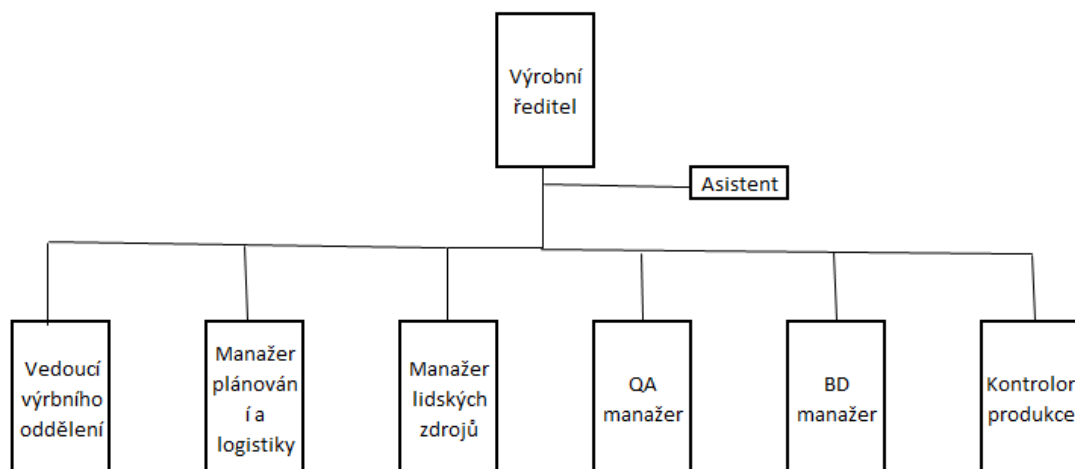 Výrobní
ředitel
Asistent
Vedoucí
výrbního
oddělení
Manažer
plánován
í a
logistiky
Manažer
lidských
zdrojů
QA
manažer
BD
manažer
Kontrolor
produkce